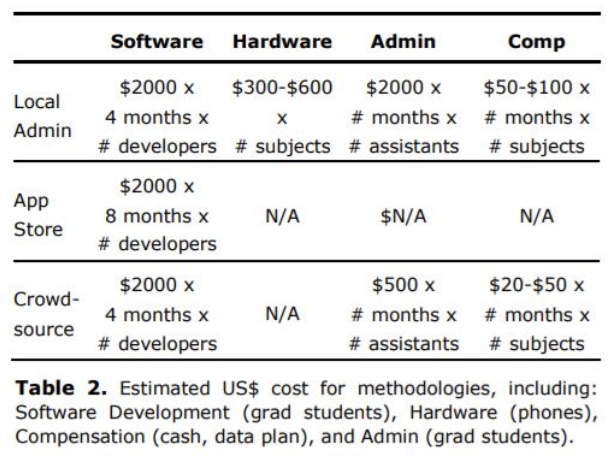 Software Hardware Admin Comp
Local Admin
$2000 x 4 months x # developers
$300-$600 x # subjects
$2000 x # months x # assistants
$50-$100 x # months x # subjects
App Store
$2000 x 8 months x # developers
N/A
$N/A
N/A
Crowd-source
$2000 x 4 months x # developers
N/A
$500 x # months x # assistants
$20-$50 x # months x # subjects
Table 2. Estimated US$ cost for methodologies, including:
Software Development (grad students), Hardware (phones),
Compensation (cash, data plan), and Admin (grad students).